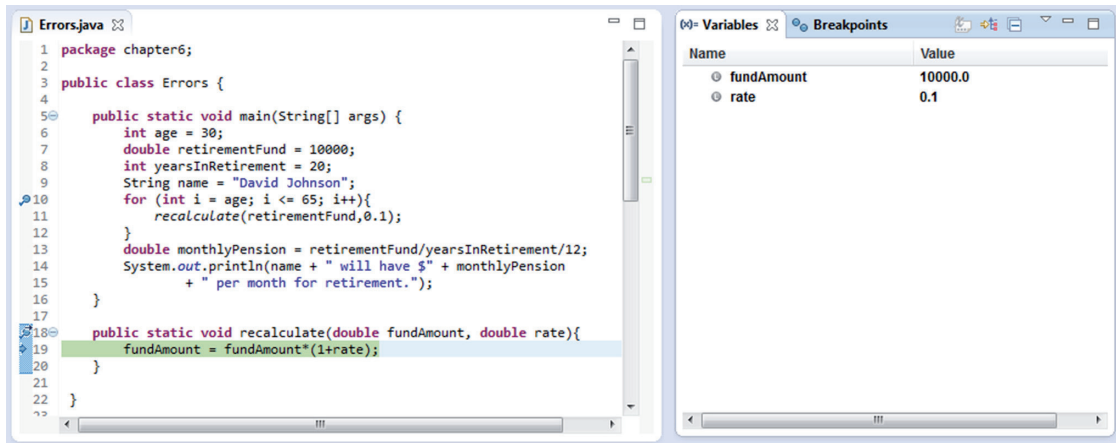 Errors.java
1 package chapter6;
2
3 public class Errors {
4
5 public static void main(String[] args) {
6 int age = 30;
7 double retirementFund = 10000;
8 int yearsInRetirement = 20;
9 String name = "David Johnson";
10 for (int i = age; i <= 65; i++){
11 recalculate(retirementFund,0.1);
12 }
13 double monthlyPension = retirementFund/yearsInRetirement/12;
14 System.out.println(name + " will have $" + monthlyPension
15 + " per month for retirement.");
16 }
17
18 public static void recalculate(double fundAmount, double rate){
19 fundAmount = fundAmount*(1+rate);
20 }
21
22 }
23
(x)= Variables Breakpoints
Name Value
fundAmount 10000.0
rate 0.1